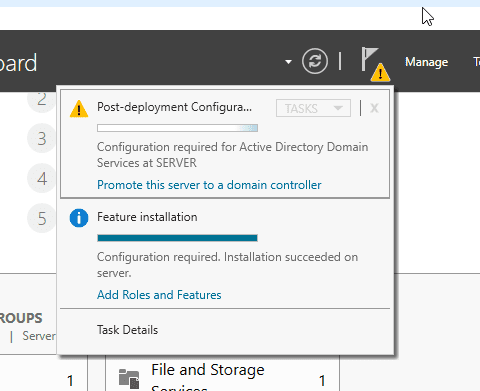 oard
Manage
2
Post-deployment Configura...
TASKS
X
3
Configuration required for Active Directory Domain
Services at SERVER
4
Promote this server to a domain controller
5
Feature installation
Configuration required. Installation succeeded on
server.
Add Roles and Features
ROUPS
| Server
Task Details
1
File and Storage
Services
1